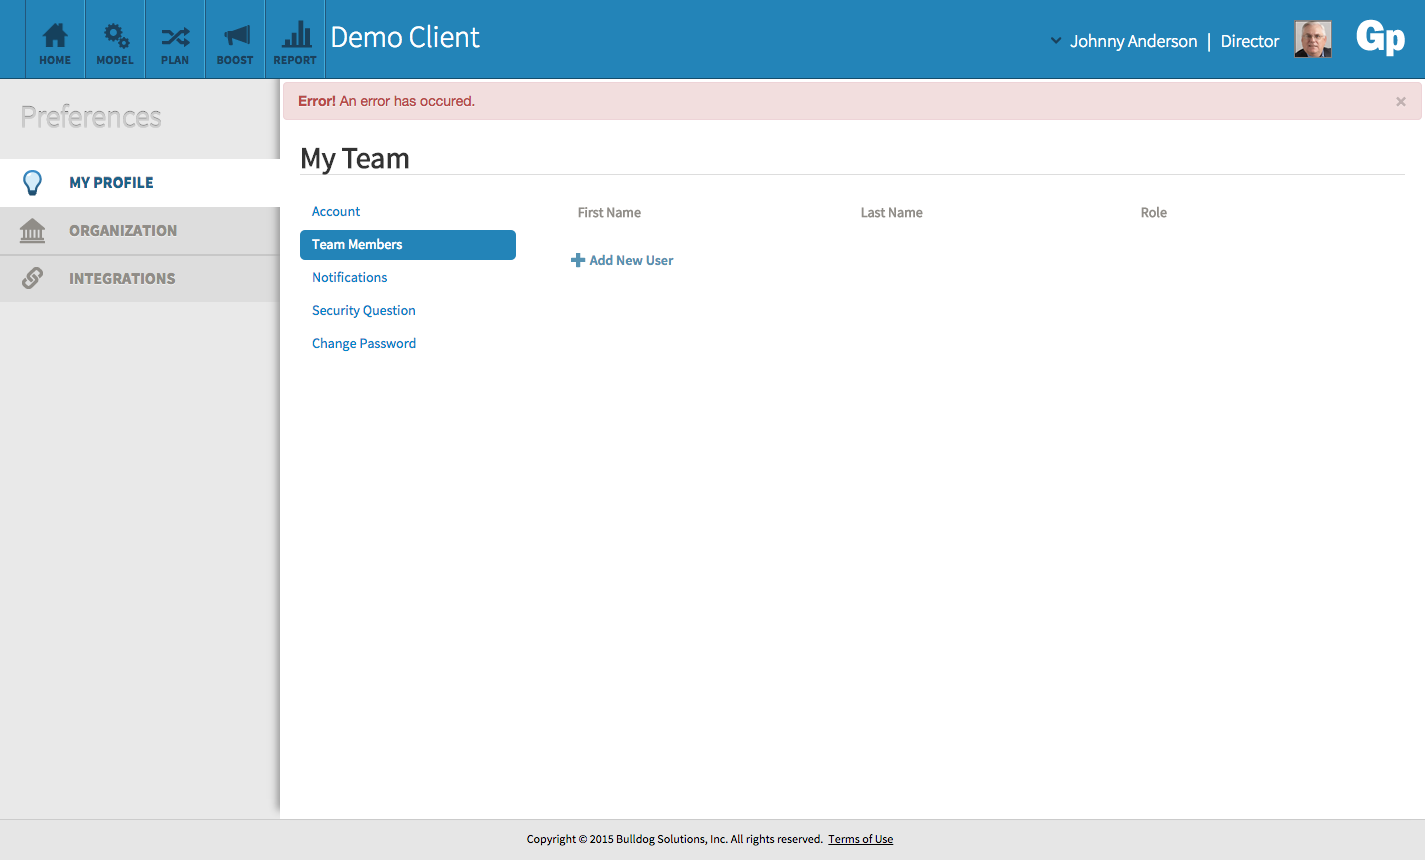 HOME MODEL PLAN BOOST REPORT Demo Client Johnny Anderson | Director Gp
Preferences
Error! An error has occured. ×
My Team
MY PROFILE
ORGANIZATION
INTEGRATIONS
Account
Team Members
Notifications
Security Question
Change Password
First Name Last Name Role
Add New User
Copyright © 2015 Bulldog Solutions, Inc. All rights reserved. Terms of Use